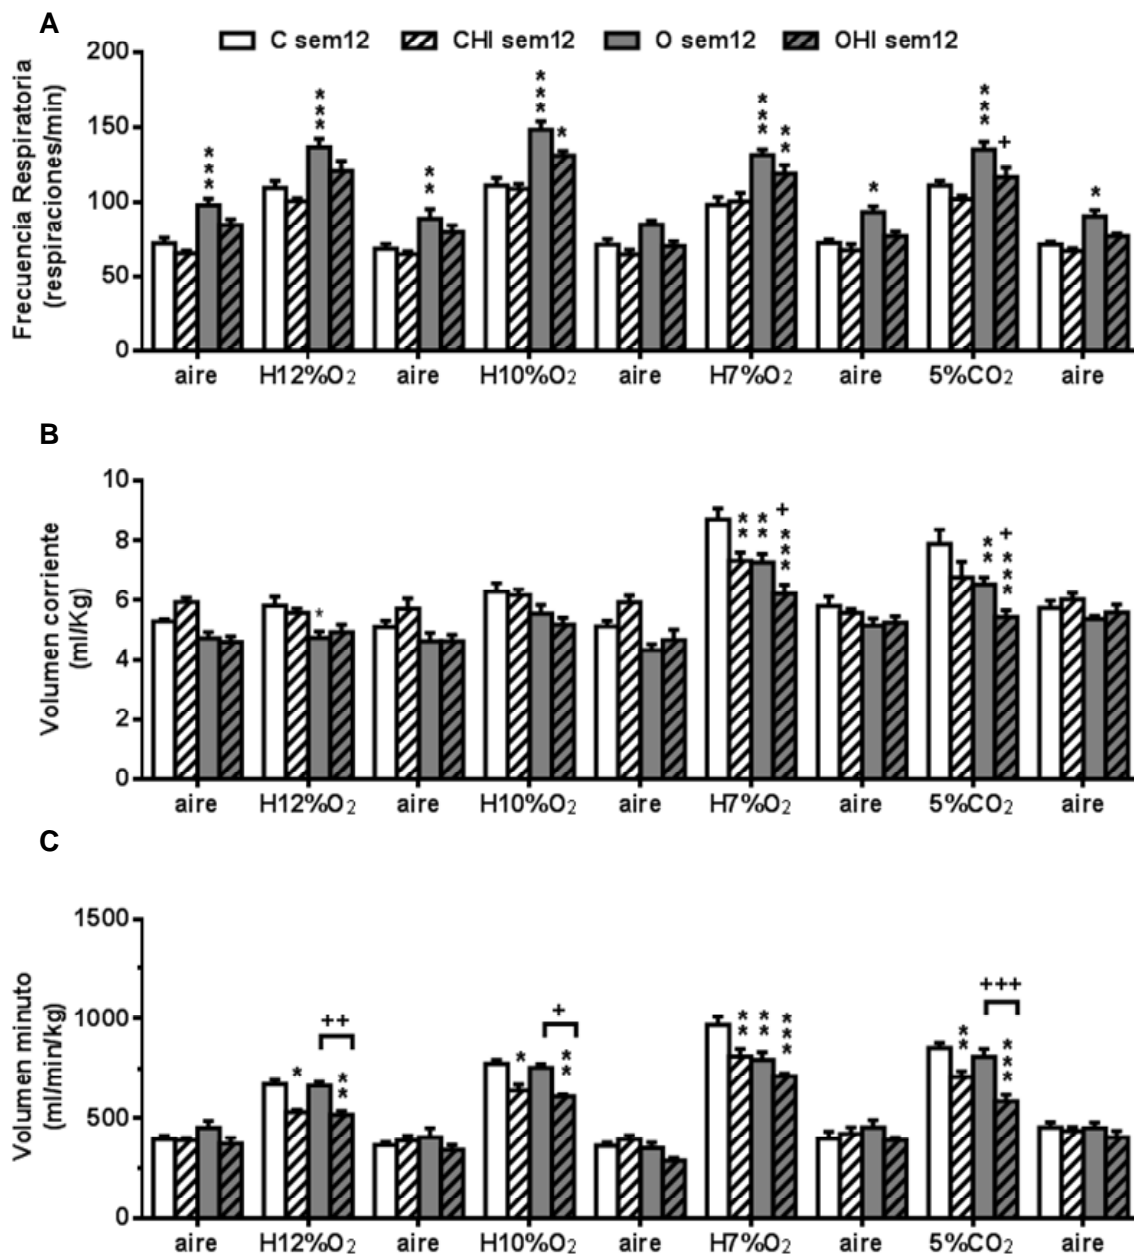 A
C sem12 CHI sem12 O sem12 OHI sem12
Frecuencia Respiratoria
(respiraciones/min)
200
150
100
50
0
*** *** ** *** * *** ** * *** + *
aire H12%O₂ aire H10%O₂ aire H7%O₂ aire 5%CO₂ aire
B
Volumen corriente
(ml/Kg)
10
8
6
4
2
0
* ** ** + *** ** + ***
aire H12%O₂ aire H10%O₂ aire H7%O₂ aire 5%CO₂ aire
C
Volumen minuto
(ml/min/kg)
1500
1000
500
0
++ + +++
* ** * ** ** ** *** ** ***
aire H12%O₂ aire H10%O₂ aire H7%O₂ aire 5%CO₂ aire